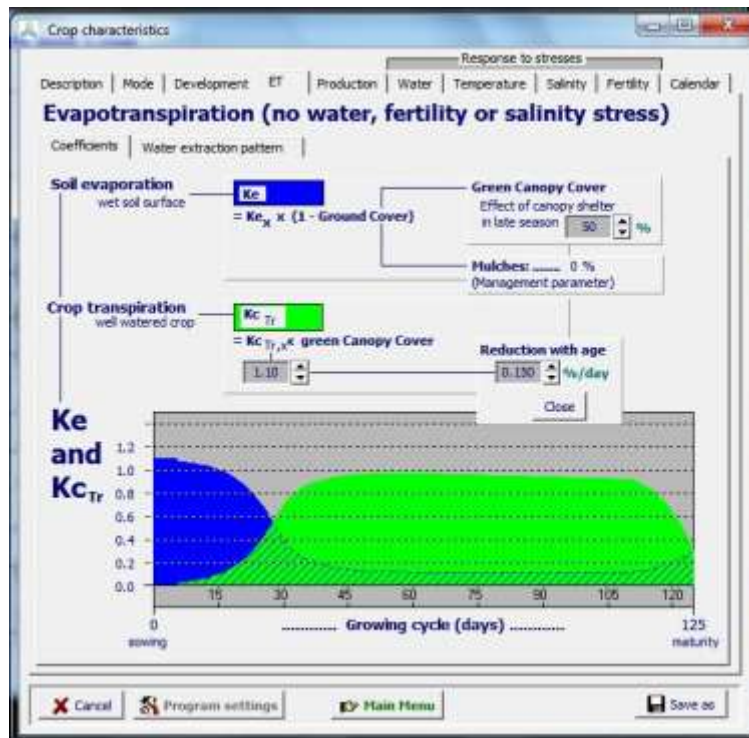 Crop characteristics
Response to stresses
Description | Mode | Development ET | Production | Water | Temperature | Salinity | Fertility | Calendar
Evapotranspiration (no water, fertility or salinity stress)
Coefficients | Water extraction pattern
Soil evaporation
wet soil surface
Ke
= Kex x (1 - Ground Cover)
Green Canopy Cover
Effect of canopy shelter
in late season 50 %
Mulches: ...... 0 %
(Management parameter)
Crop transpiration
well watered crop
Kc Tr
= Kc Tr,x x green Canopy Cover
1.10
Reduction with age
0.150 %/day
Close
Ke
and
KcTr
1.2
1.0
0.8
0.6
0.4
0.2
0.0
15 30 45 60 75 90 105 120
0 ............ Growing cycle (days) ............ 125
sowing maturity
Cancel Program settings Main Menu Save as